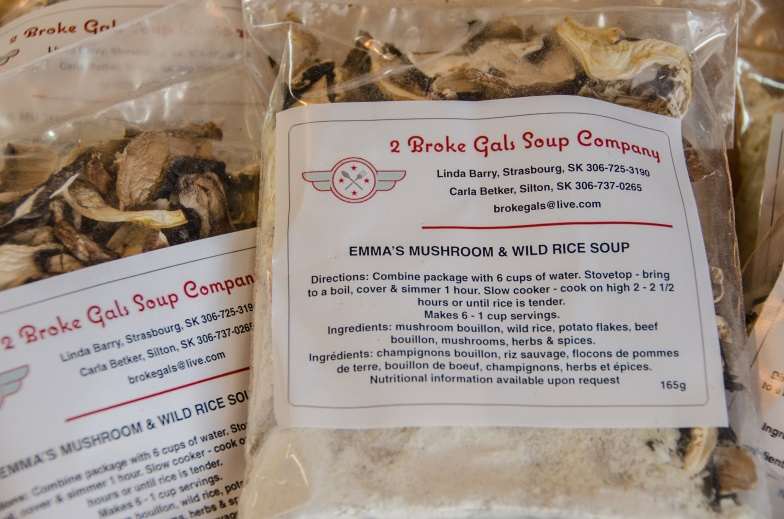 2 Broke Gals Soup
2 Broke Gals Soup Company
Linda Barry, Strasbourg, SK 306-725-3190
Carla Betker, Silton, SK 306-737-0265
brokegals@live.com
EMMA'S MUSHROOM & WILD RICE SOUP
Directions: Combine package with 6 cups of water. Stovetop - bring
to a boil, cover & simmer 1 hour. Slow cooker - cook on high 2 - 2 1/2
hours or until rice is tender.
Makes 6 - 1 cup servings.
Ingredients: mushroom bouillon, wild rice, potato flakes, beef
bouillon, mushrooms, herbs & spices.
Ingrédients: champignons bouillon, riz sauvage, flocons de pommes
de terre, bouillon de boeuf, champignons, herbes et épices.
Nutritional information available upon request
165g
2 Broke Gals Soup Compan
Linda Barry, Strasbourg, SK 306-725-319
Carla Betker, Silton, SK 306-737-026
brokegals@live.com
EMMA'S MUSHROOM & WILD RICE SOU
Combine package with 6 cups of water. Sto
cover & simmer 1 hour. Slow cooker - cook o
hours or until rice is tender.
Makes 6 - 1 cup servings.
bouillon, wild rice, pot
herbs & sp